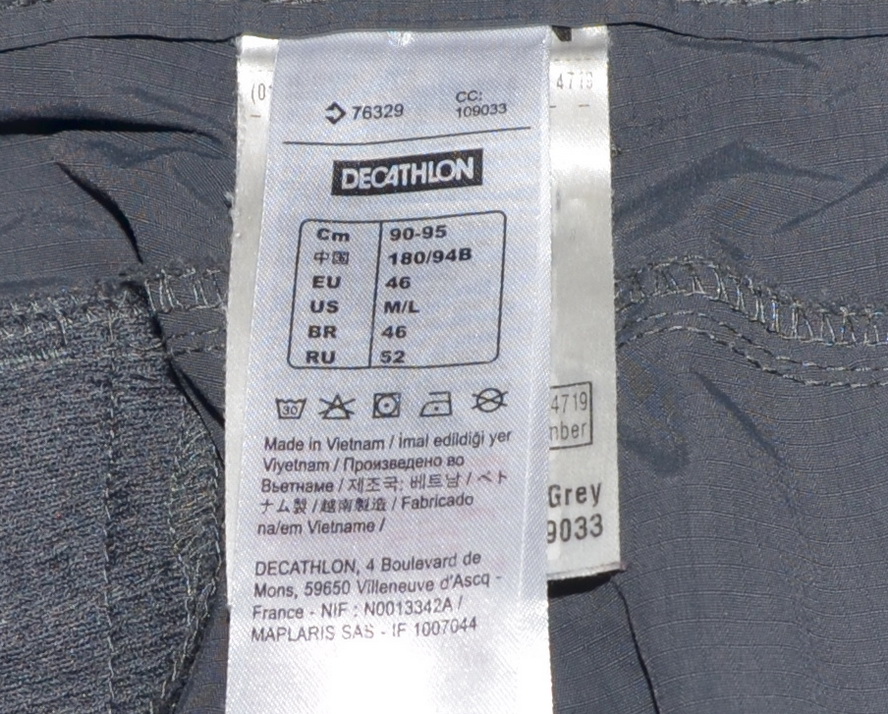 (0
4719
76329
CC:
109033
DECATHLON
Cm 90-95
中国 180/94B
EU 46
US M/L
BR 46
RU 52
30
Made in Vietnam / İmal edildiği yer
Viyetnam / Произведено во
Вьетнаме / 제조국: 베트남 / ベト
ナム製 / 越南製造 / Fabricado
na/em Vietname /
DECATHLON, 4 Boulevard de
Mons, 59650 Villeneuve d'Ascq -
France - NIF : N0013342A /
MAPLARIS SAS - IF 1007044
4719
nber
Grey
9033